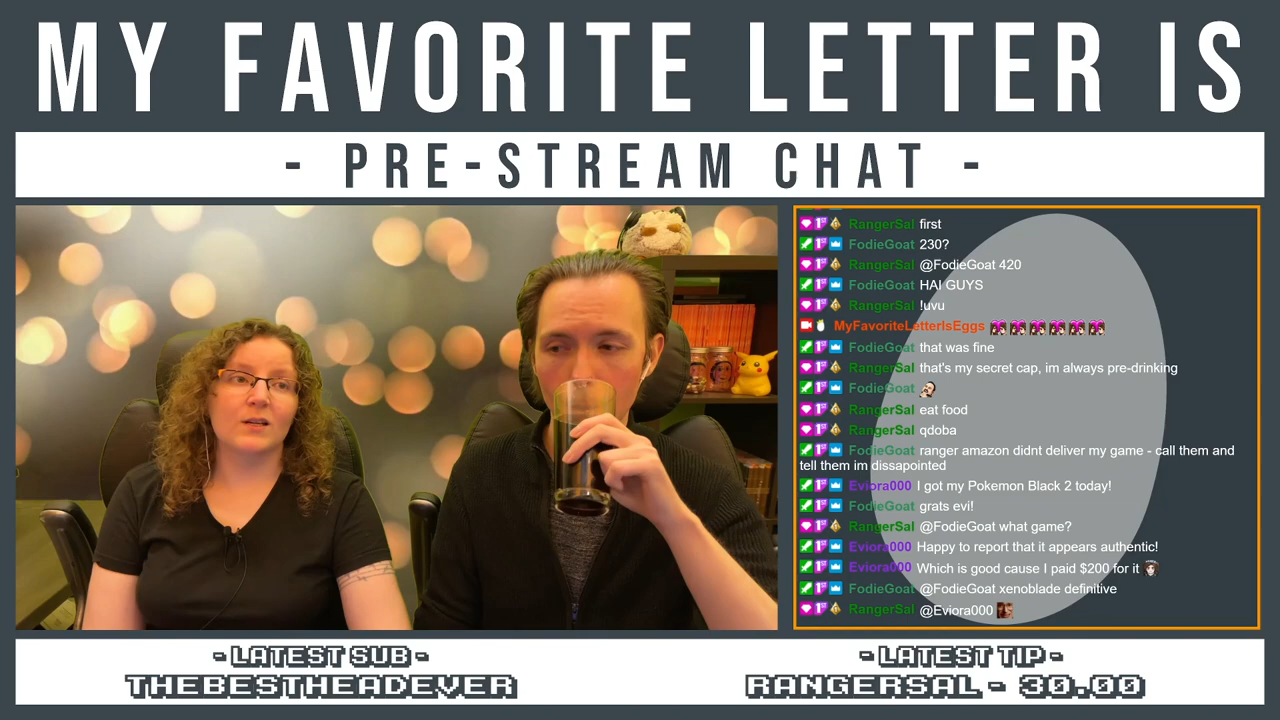 MY FAVORITE LETTER IS
- PRE-STREAM CHAT -
RangerSal first
FodieGoat 230?
RangerSal @FodieGoat 420
FodieGoat HAI GUYS
RangerSal !uvu
MyFavoriteLetterIsEggs
FodieGoat that was fine
RangerSal that's my secret cap, im always pre-drinking
FodieGoat
RangerSal eat food
RangerSal qdoba
FodieGoat ranger amazon didnt deliver my game - call them and
tell them im dissapointed
Eviora000 I got my Pokemon Black 2 today!
FodieGoat grats evi!
RangerSal @FodieGoat what game?
Eviora000 Happy to report that it appears authentic!
Eviora000 Which is good cause I paid $200 for it
FodieGoat @FodieGoat xenoblade definitive
RangerSal @Eviora000
- LATEST SUB -
THEBESTHEADEVER
- LATEST TIP -
RANGERSAL - 30.00